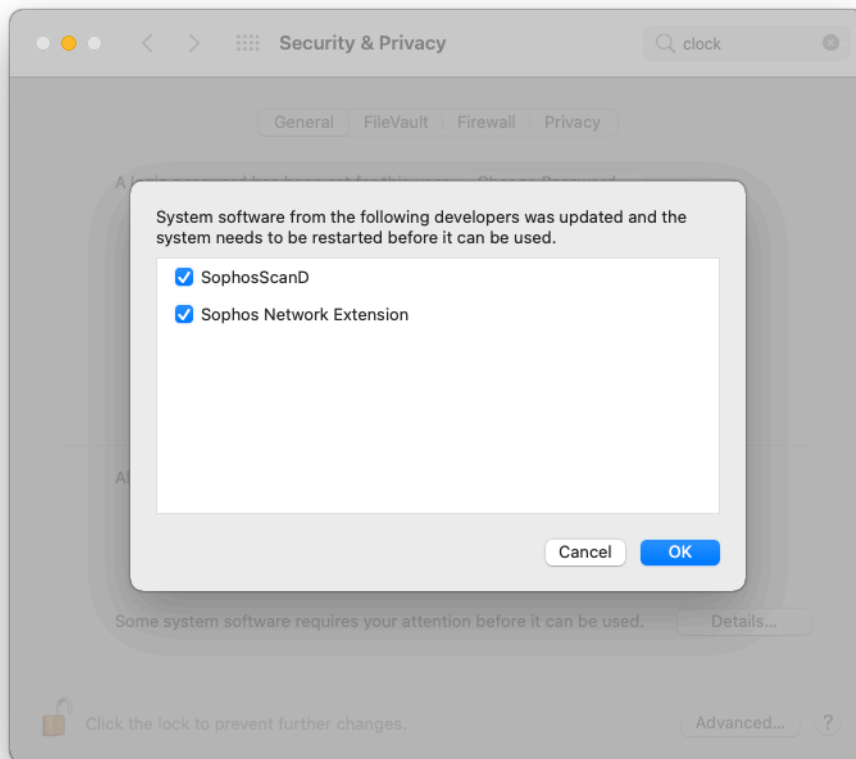 Security & Privacy
clock
General
FileVault
Firewall
Privacy
System software from the following developers was updated and the
system needs to be restarted before it can be used.
SophosScanD
Sophos Network Extension
Cancel
OK
Some system software requires your attention before it can be used.
Details...
Click the lock to prevent further changes.
Advanced...
?